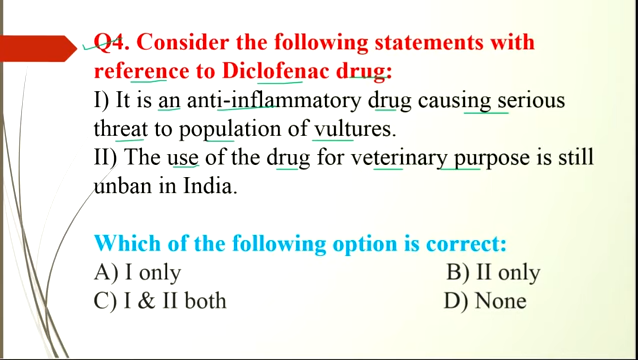 Q4. Consider the following statements with
reference to Diclofenac drug:
I) It is an anti-inflammatory drug causing serious
threat to population of vultures.
II) The use of the drug for veterinary purpose is still
unban in India.
Which of the following option is correct:
A) I only B) II only
C) I & II both D) None